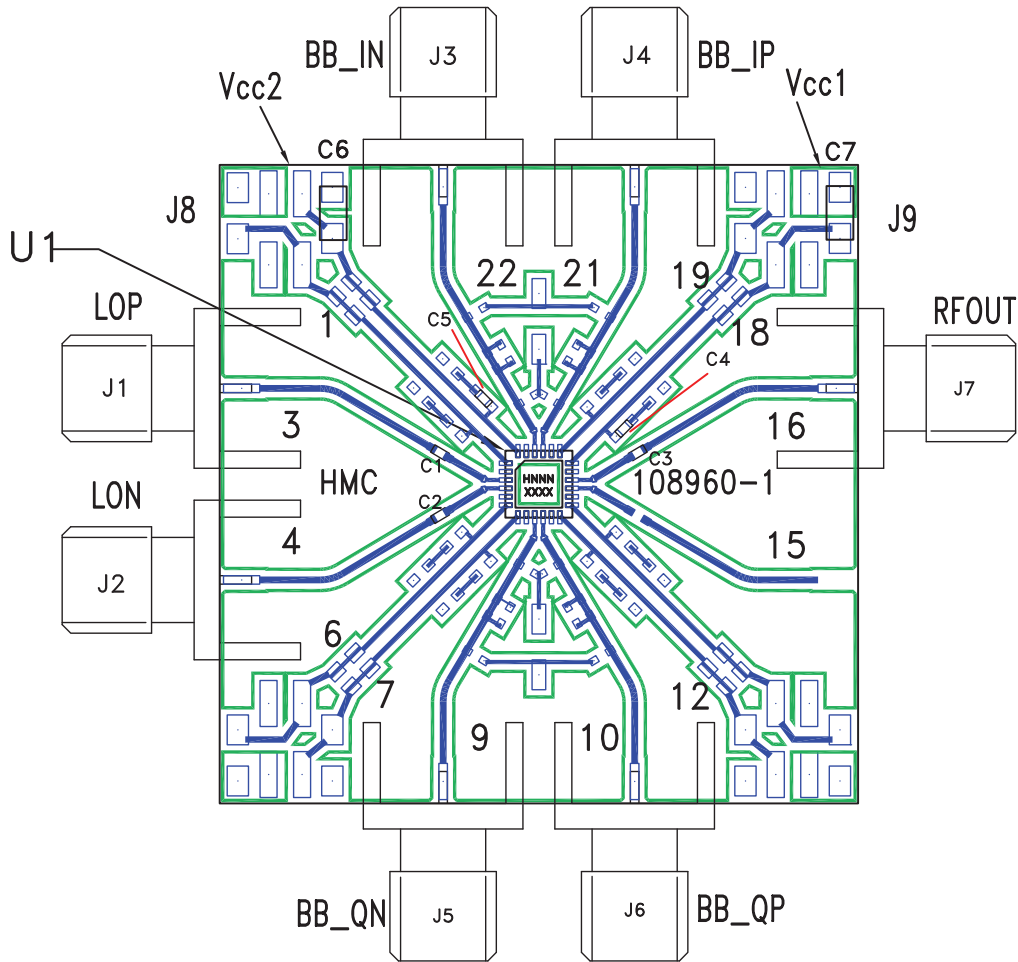 BB_IN
J3
J4
BB_IP
Vcc2
Vcc1
C6
C7
J8
J9
U1
22
21
19
LOP
1
C5
18
RFOUT
C4
J1
J7
3
16
C1
C3
LON
HMC
HNNN
XXXX
108960-1
C2
4
15
J2
6
7
12
9
10
BB_QN
J5
J6
BB_QP